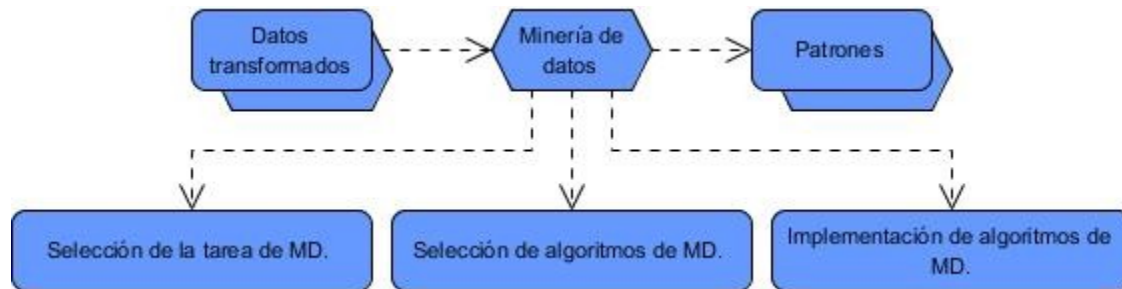 Datos
transformados
Minería de
datos
Patrones
Selección de la tarea de MD.
Selección de algoritmos de MD.
Implementación de algoritmos de
MD.